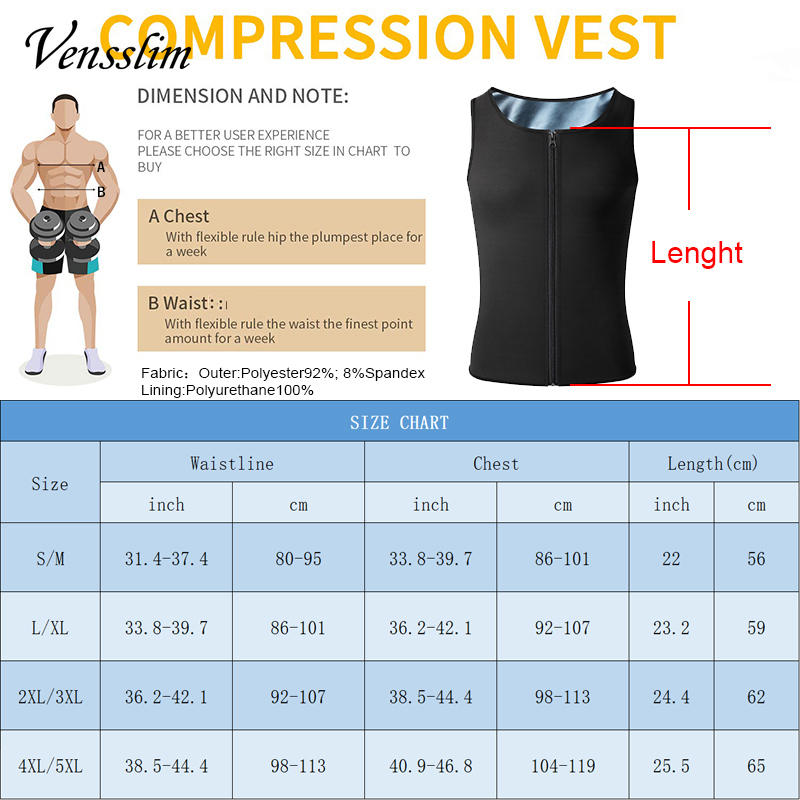 COMPRESSION VEST
Vensslim
DIMENSION AND NOTE:
FOR A BETTER USER EXPERIENCE
PLEASE CHOOSE THE RIGHT SIZE IN CHART TO
BUY
A
B
A Chest
With flexible rule hip the plumpest place for
a week
B Waist: :
With flexible rule the waist the finest point
amount for a week
Fabric: Outer:Polyester92%; 8%Spandex
Lining:Polyurethane100%
Lenght
SIZE CHART
Size Waistline Chest Length(cm)
inch cm inch cm inch cm
S/M 31.4-37.4 80-95 33.8-39.7 86-101 22 56
L/XL 33.8-39.7 86-101 36.2-42.1 92-107 23.2 59
2XL/3XL 36.2-42.1 92-107 38.5-44.4 98-113 24.4 62
4XL/5XL 38.5-44.4 98-113 40.9-46.8 104-119 25.5 65